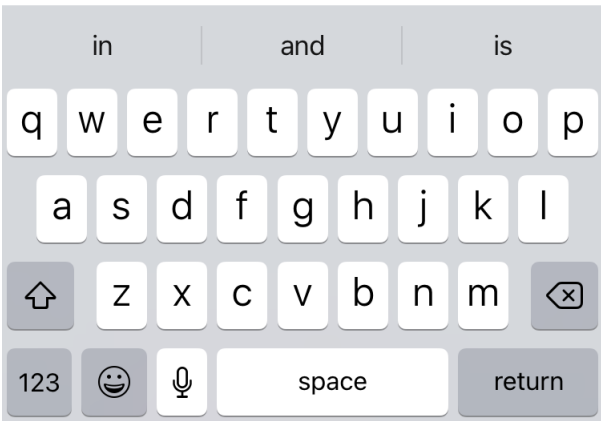 in and is
q w e r t y u i o p
a s d f g h j k l
z x c v b n m
123 space return